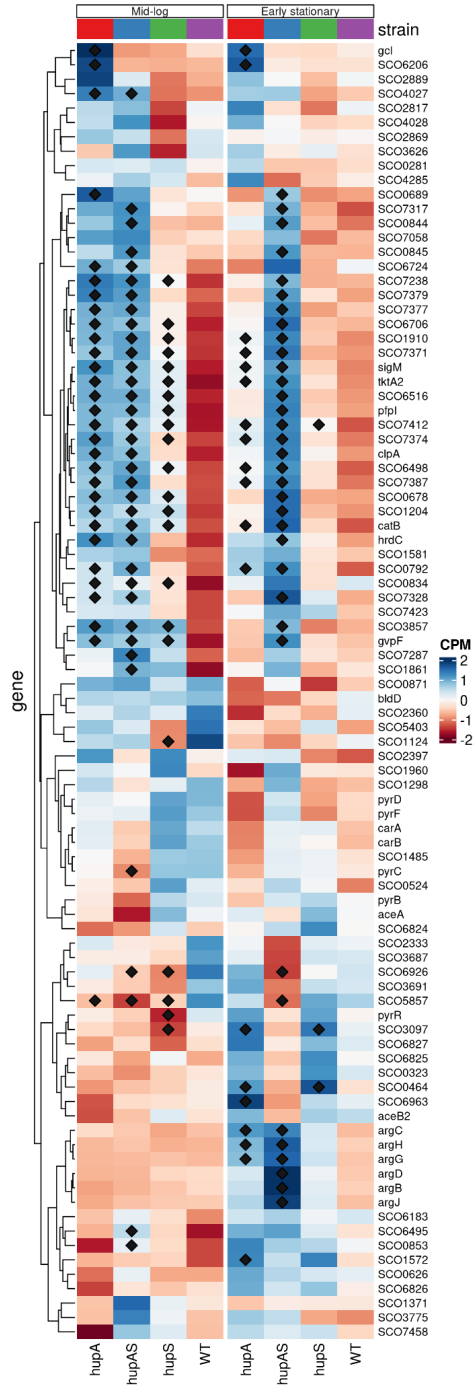 Mid-log
Early stationary
strain
gcl
SCO6206
SCO2889
SCO4027
SCO2817
SCO4028
SCO2869
SCO3626
SCO0281
SCO4285
SCO0689
SCO7317
SCO0844
SCO7058
SCO0845
SCO6724
SCO7238
SCO7379
SCO7377
SCO6706
SCO1910
SCO7371
sigM
tktA2
SCO6516
pfpI
SCO7412
SCO7374
clpA
SCO6498
SCO7387
SCO0678
SCO1204
catB
hrdC
SCO1581
SCO0792
SCO0834
SCO7328
SCO7423
SCO3857
gvpF
SCO7287
SCO1861
SCO0871
bldD
SCO2360
SCO5403
SCO1124
SCO2397
SCO1960
SCO1298
pyrD
pyrF
carA
carB
SCO1485
pyrC
SCO0524
pyrB
aceA
SCO6824
SCO2333
SCO3687
SCO6926
SCO3691
SCO5857
pyrR
SCO3097
SCO6827
SCO6825
SCO0323
SCO0464
SCO6963
aceB2
argC
argH
argG
argD
argB
argJ
SCO6183
SCO6495
SCO0853
SCO1572
SCO0626
SCO6826
SCO1371
SCO3775
SCO7458
gene
CPM
2
1
0
-1
-2
hupA
hupAS
hupS
WT
hupA
hupAS
hupS
WT